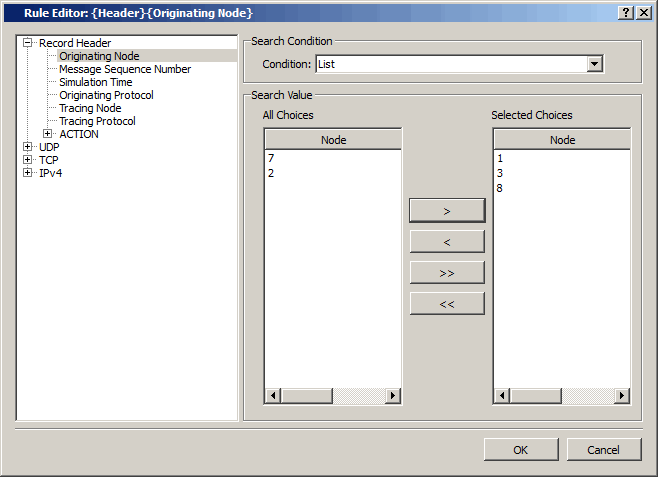 Rule Editor: {Header}{Originating Node}
Record Header
Originating Node
Message Sequence Number
Simulation Time
Originating Protocol
Tracing Node
Tracing Protocol
ACTION
UDP
TCP
IPv4
Search Condition
Condition: List
Search Value
All Choices
Node
7
2
>
<
>>
<<
Selected Choices
Node
1
3
8
OK
Cancel